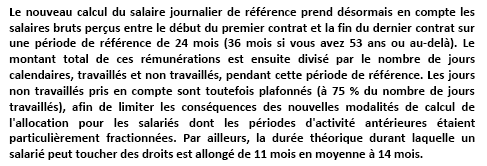 Le nouveau calcul du salaire journalier de référence prend désormais en compte les
salaires bruts perçus entre le début du premier contrat et la fin du dernier contrat sur
une période de référence de 24 mois (36 mois si vous avez 53 ans ou au-delà). Le
montant total de ces rémunérations est ensuite divisé par le nombre de jours
calendaires, travaillés et non travaillés, pendant cette période de référence. Les jours
non travaillés pris en compte sont toutefois plafonnés (à 75 % du nombre de jours
travaillés), afin de limiter les conséquences des nouvelles modalités de calcul de
l'allocation pour les salariés dont les périodes d'activité antérieures étaient
particulièrement fractionnées. Par ailleurs, la durée théorique durant laquelle un
salarié peut toucher des droits est allongé de 11 mois en moyenne à 14 mois.